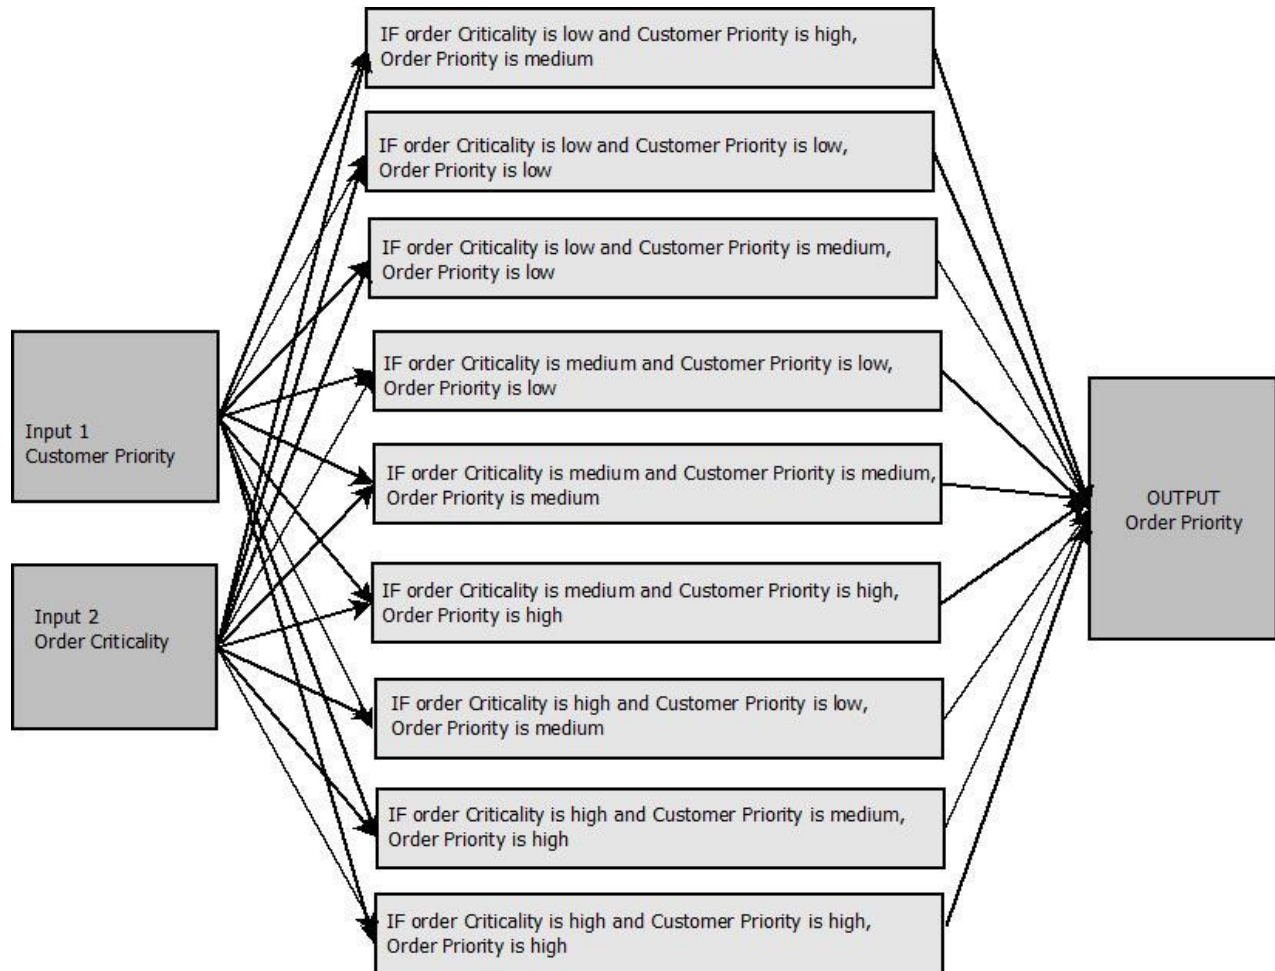 IF order Criticality is low and Customer Priority is high,
Order Priority is medium
IF order Criticality is low and Customer Priority is low,
Order Priority is low
IF order Criticality is low and Customer Priority is medium,
Order Priority is low
Input 1
Customer Priority
Input 2
Order Criticality
IF order Criticality is medium and Customer Priority is low,
Order Priority is low
IF order Criticality is medium and Customer Priority is medium,
Order Priority is medium
IF order Criticality is medium and Customer Priority is high,
Order Priority is high
IF order Criticality is high and Customer Priority is low,
Order Priority is medium
IF order Criticality is high and Customer Priority is medium,
Order Priority is high
IF order Criticality is high and Customer Priority is high,
Order Priority is high
OUTPUT
Order Priority